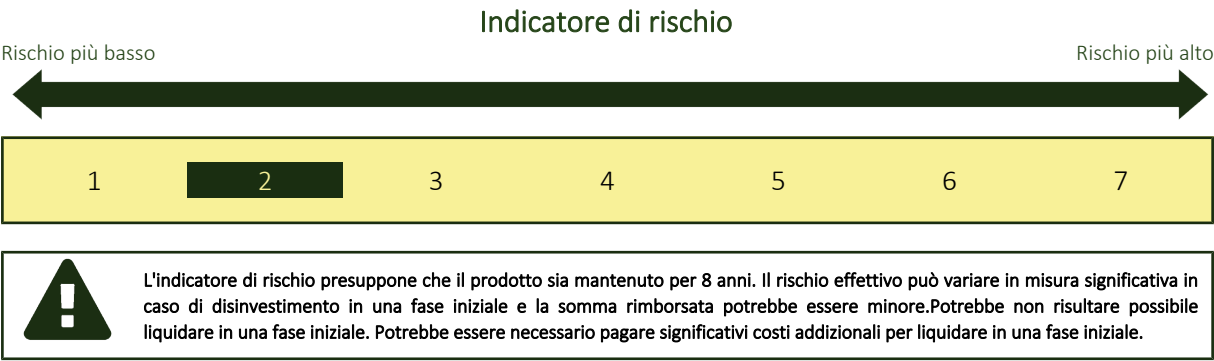 Indicatore di rischio
Rischio più basso
Rischio più alto
1 2 3 4 5 6 7
L'indicatore di rischio presuppone che il prodotto sia mantenuto per 8 anni. Il rischio effettivo può variare in misura significativa in
caso di disinvestimento in una fase iniziale e la somma rimborsata potrebbe essere minore.Potrebbe non risultare possibile
liquidare in una fase iniziale. Potrebbe essere necessario pagare significativi costi addizionali per liquidare in una fase iniziale.